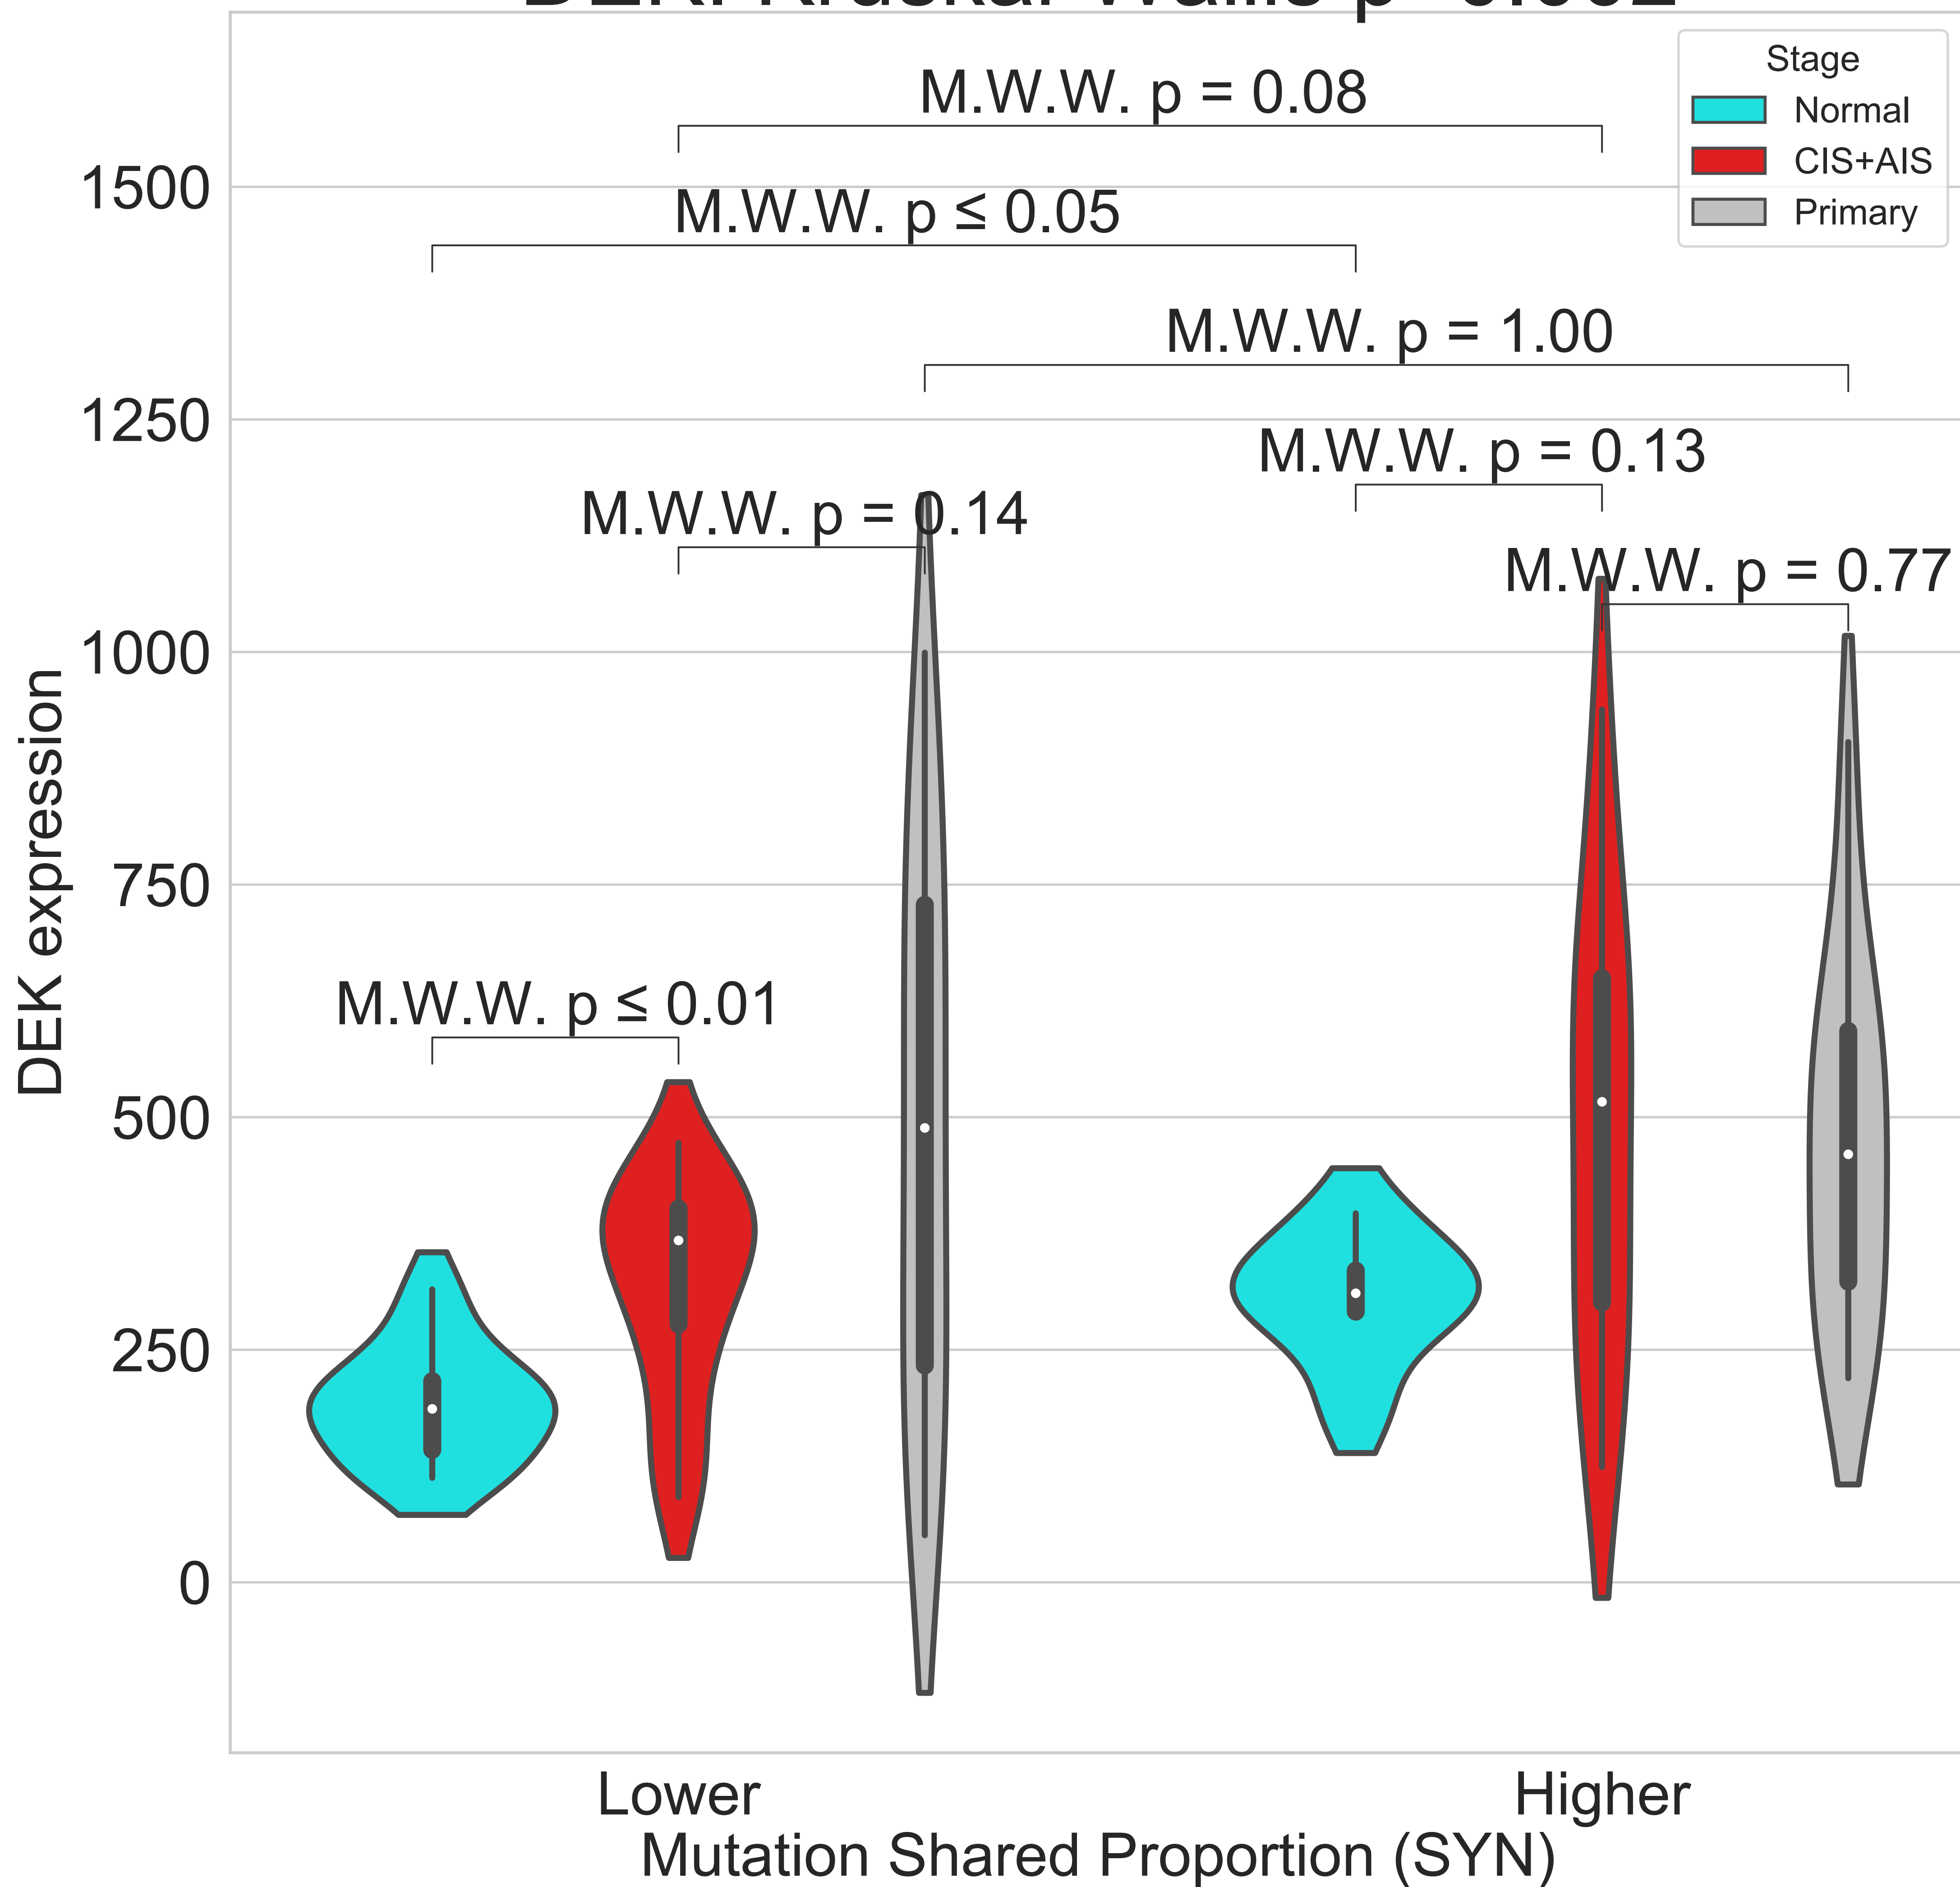 M.W.W. p = 0.08
Stage
Normal
CIS+AIS
Primary
M.W.W. p ≤ 0.05
M.W.W. p = 1.00
M.W.W. p = 0.13
M.W.W. p = 0.14
M.W.W. p = 0.77
M.W.W. p ≤ 0.01
1500
1250
1000
750
500
250
0
DEK expression
Lower
Higher
Mutation Shared Proportion (SYN)